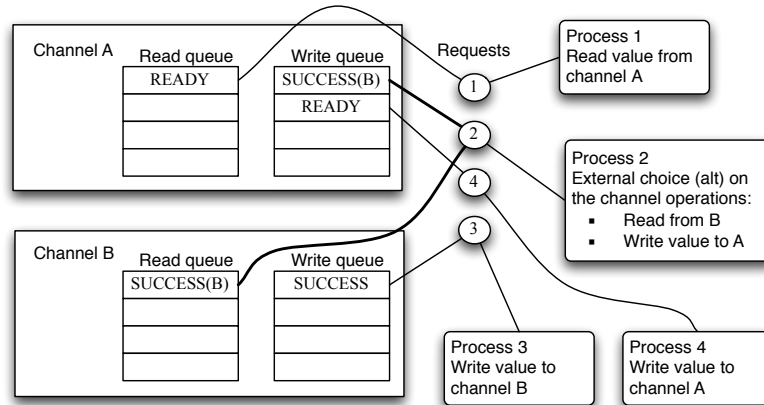 Channel A
Read queue
Write queue
READY
SUCCESS(B)
READY
Requests
1
2
4
3
Process 1
Read value from
channel A
Process 2
External choice (alt) on
the channel operations:
▪ Read from B
▪ Write value to A
Channel B
Read queue
Write queue
SUCCESS(B)
SUCCESS
Process 3
Write value to
channel B
Process 4
Write value to
channel A